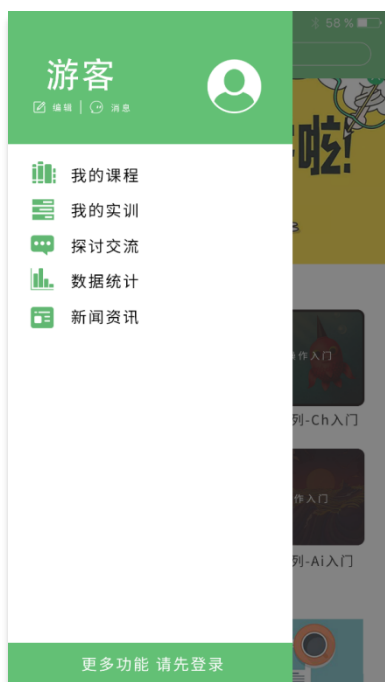 58%
游客
编辑 | 消息
我的课程
我的实训
探讨交流
数据统计
新闻资讯
啦!
操作入门
列-Ch入门
作入门
列-Ai入门
更多功能 请先登录